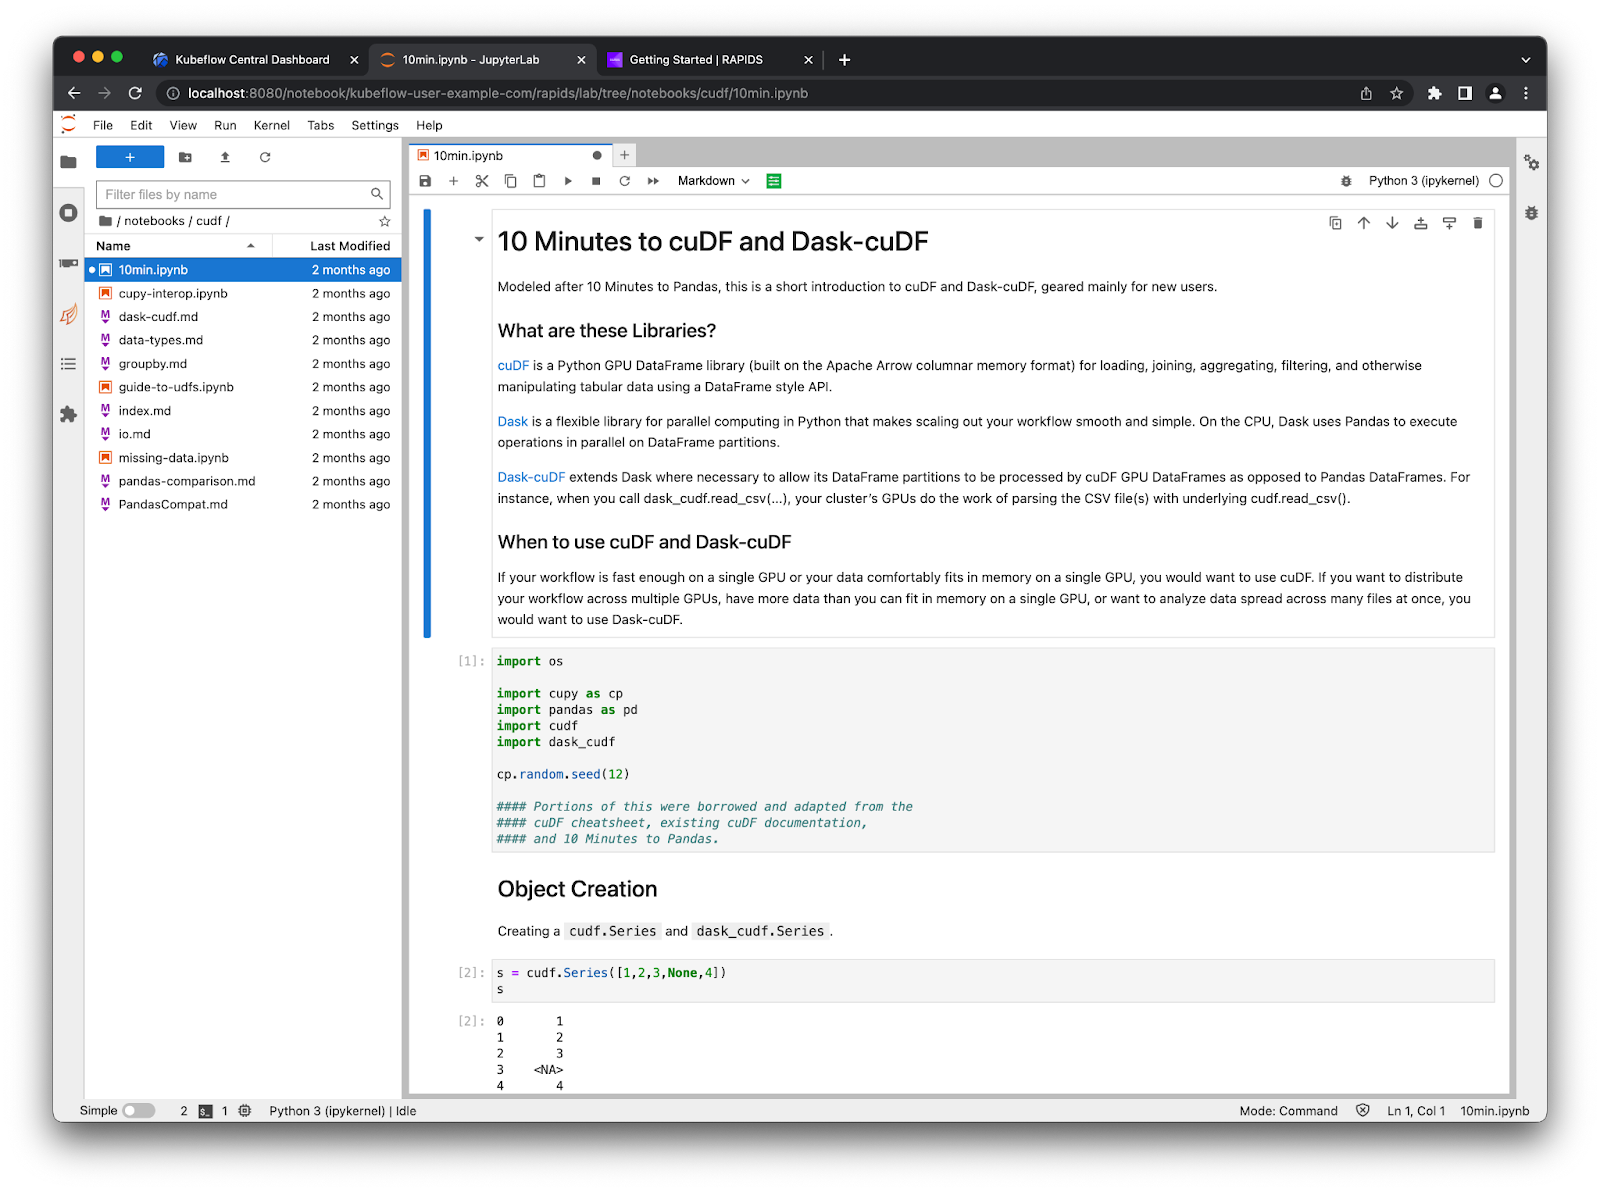 Kubeflow Central Dashboard
10min.ipynb - JupyterLab
Getting Started | RAPIDS
localhost:8080/notebook/kubeflow-user-example-com/rapids/lab/tree/notebooks/cudf/10min.ipynb
File Edit View Run Kernel Tabs Settings Help
Filter files by name
/ notebooks / cudf /
Name Last Modified
10min.ipynb 2 months ago
cupy-interop.ipynb 2 months ago
dask-cudf.md 2 months ago
data-types.md 2 months ago
groupby.md 2 months ago
guide-to-udfs.ipynb 2 months ago
index.md 2 months ago
io.md 2 months ago
missing-data.ipynb 2 months ago
pandas-comparison.md 2 months ago
PandasCompat.md 2 months ago
10min.ipynb
Markdown
Python 3 (ipykernel)
10 Minutes to cuDF and Dask-cuDF
Modeled after 10 Minutes to Pandas, this is a short introduction to cuDF and Dask-cuDF, geared mainly for new users.
What are these Libraries?
cuDF is a Python GPU DataFrame library (built on the Apache Arrow columnar memory format) for loading, joining, aggregating, filtering, and otherwise
manipulating tabular data using a DataFrame style API.
Dask is a flexible library for parallel computing in Python that makes scaling out your workflow smooth and simple. On the CPU, Dask uses Pandas to execute
operations in parallel on DataFrame partitions.
Dask-cuDF extends Dask where necessary to allow its DataFrame partitions to be processed by cuDF GPU DataFrames as opposed to Pandas DataFrames. For
instance, when you call dask_cudf.read_csv(...), your cluster's GPUs do the work of parsing the CSV file(s) with underlying cudf.read_csv().
When to use cuDF and Dask-cuDF
If your workflow is fast enough on a single GPU or your data comfortably fits in memory on a single GPU, you would want to use cuDF. If you want to distribute
your workflow across multiple GPUs, have more data than you can fit in memory on a single GPU, or want to analyze data spread across many files at once, you
would want to use Dask-cuDF.
[1]: import os
import cupy as cp
import pandas as pd
import cudf
import dask_cudf
cp.random.seed(12)
#### Portions of this were borrowed and adapted from the
#### cuDF cheatsheet, existing cuDF documentation,
#### and 10 Minutes to Pandas.
Object Creation
Creating a cudf.Series and dask_cudf.Series.
[2]: s = cudf.Series([1,2,3,None,4])
s
[2]: 0 1
1 2
2 3
3 <NA>
4 4
Simple 2 1 Python 3 (ipykernel) | Idle
Mode: Command Ln 1, Col 1 10min.ipynb